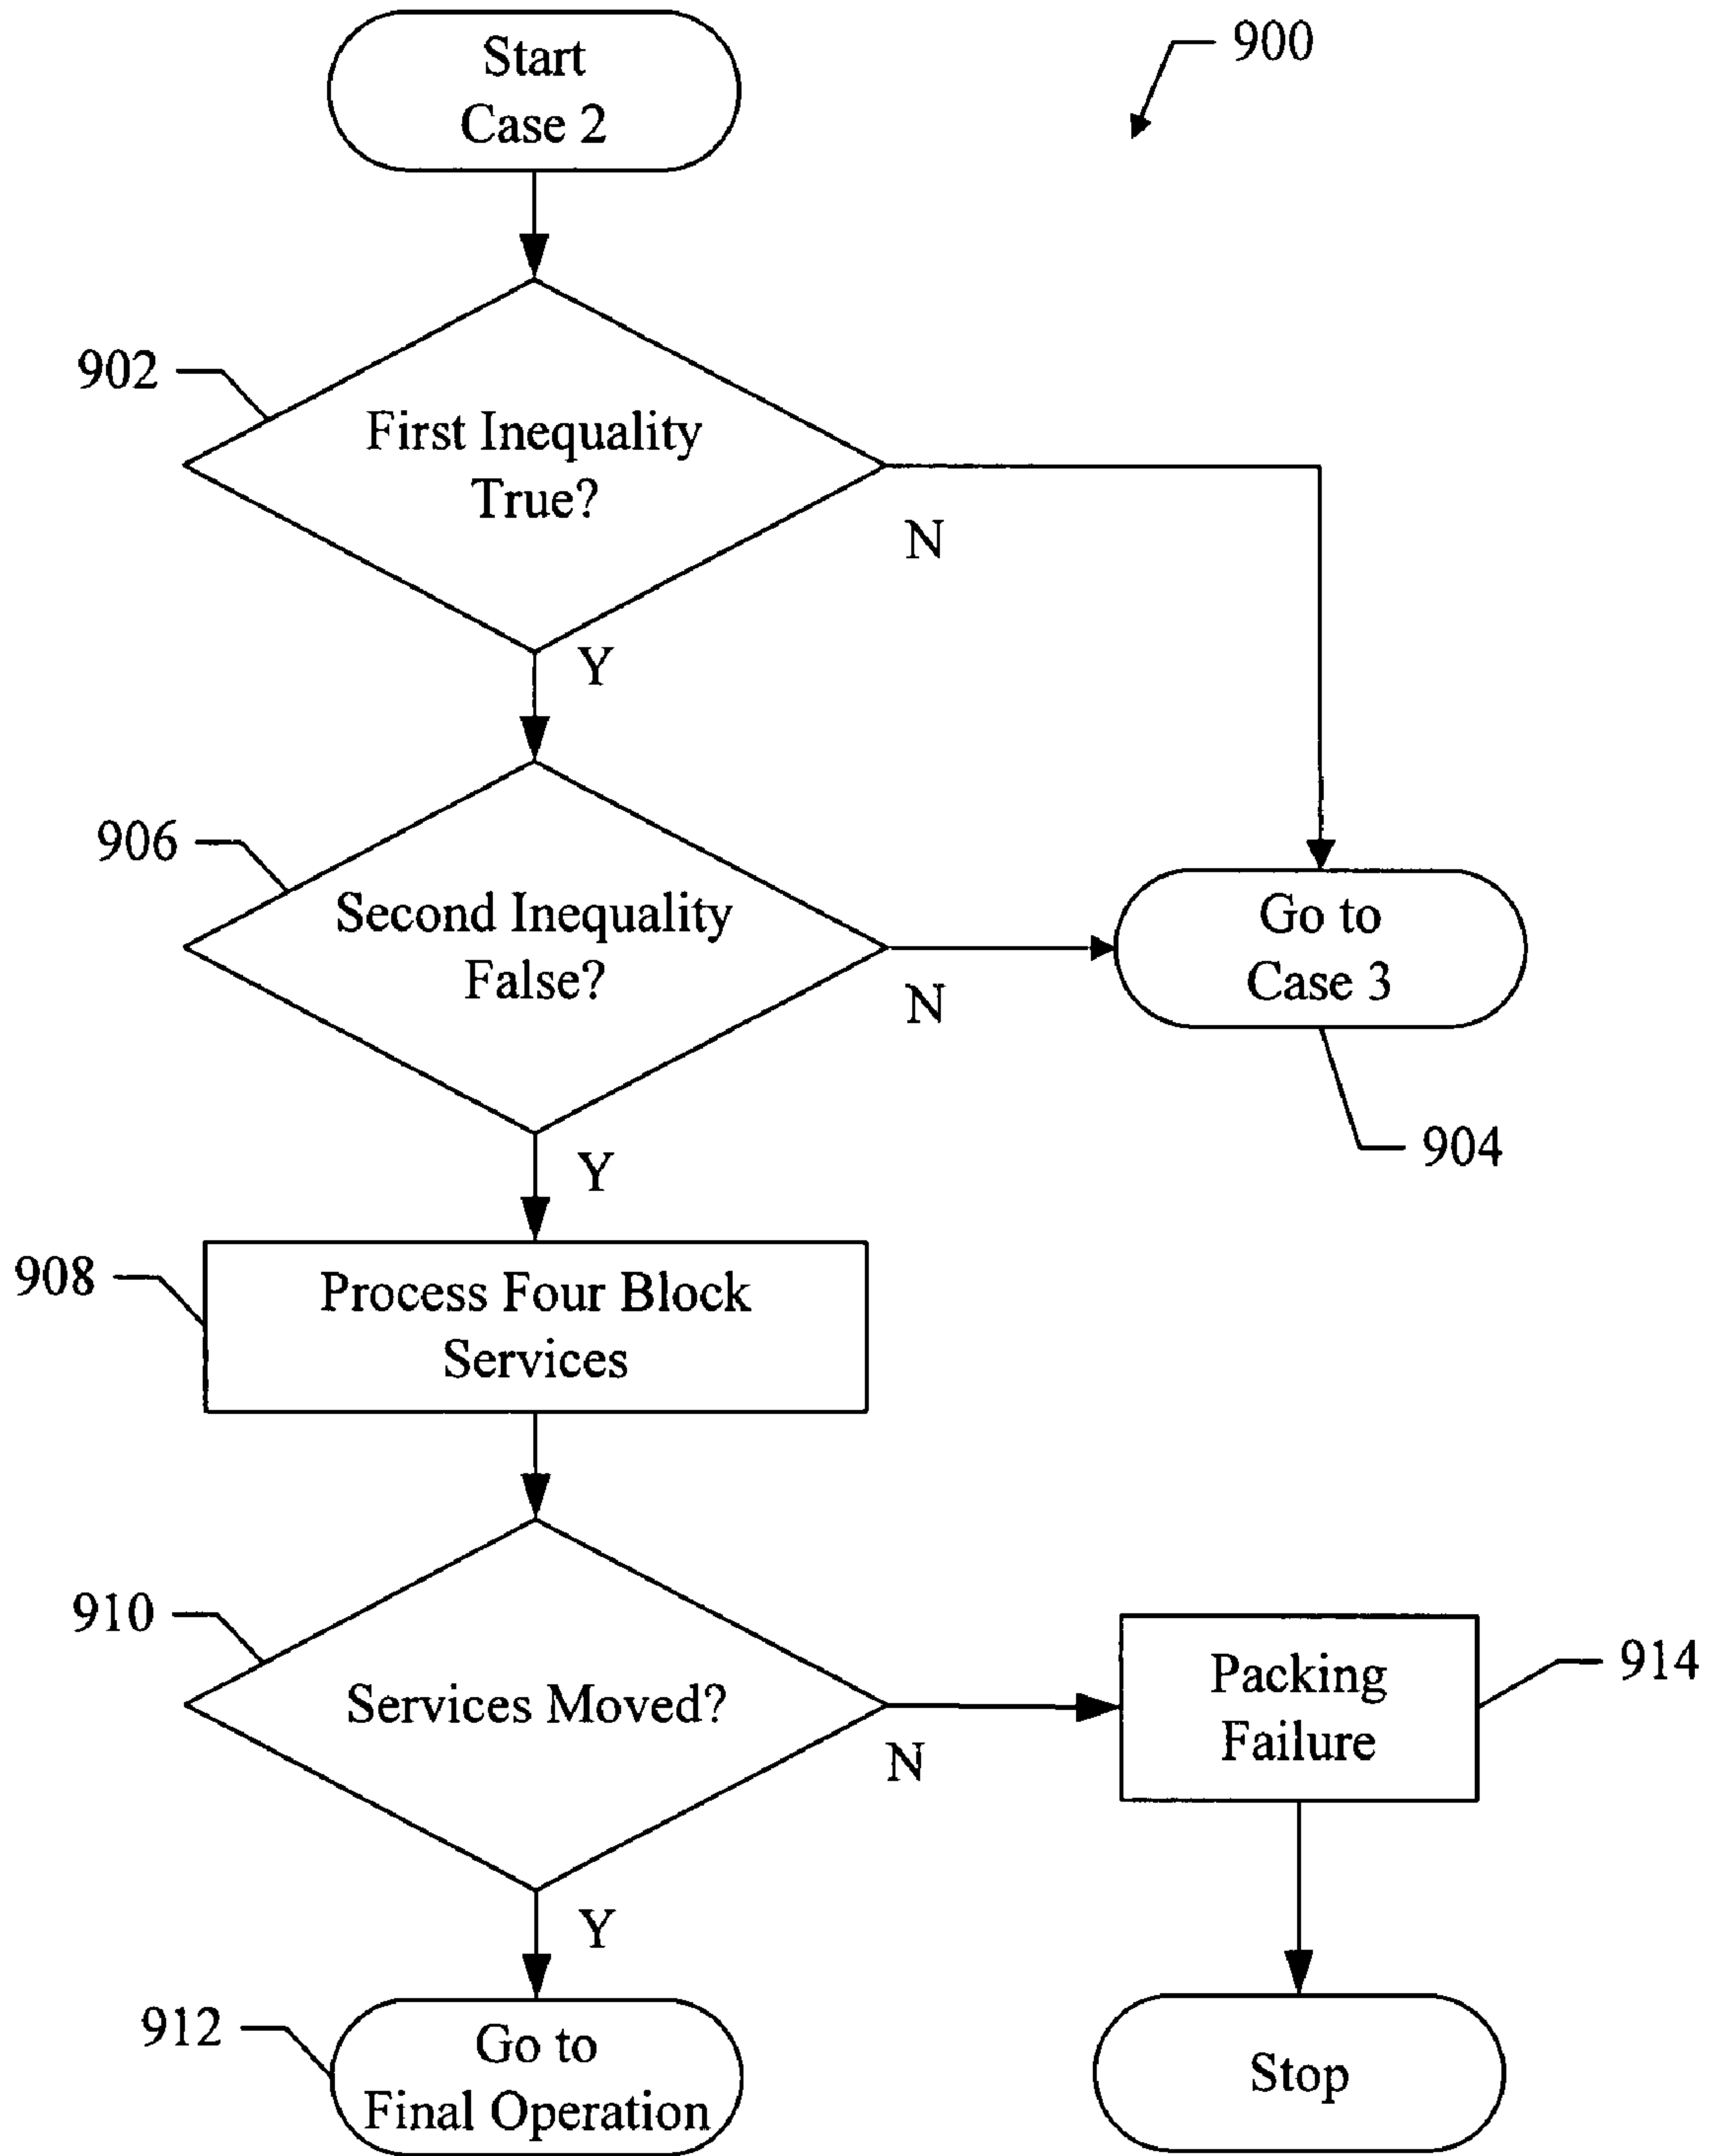 Start
Case 2
900
902
First Inequality
True?
N
Y
906
Second Inequality
False?
N
Go to
Case 3
904
Y
908
Process Four Block
Services
910
Services Moved?
N
Packing
Failure
914
Y
912
Go to
Final Operation
Stop